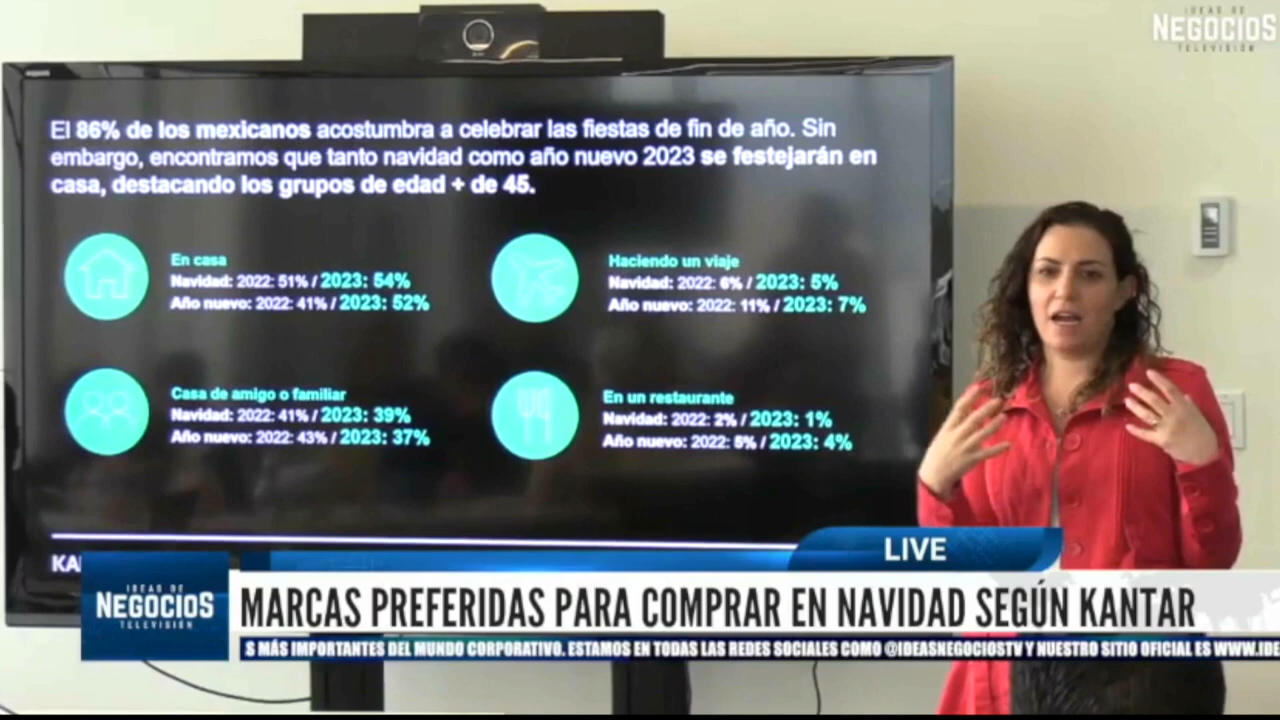 IDEAS DE
NEGOCIOS
TELEVISIÓN
El 86% de los mexicanos acostumbra a celebrar las fiestas de fin de año. Sin
embargo, encontramos que tanto navidad como año nuevo 2023 se festejarán en
casa, destacando los grupos de edad + de 45.
En casa
Navidad: 2022: 51% / 2023: 54%
Año nuevo: 2022: 41% / 2023: 52%
Haciendo un viaje
Navidad: 2022: 6% / 2023: 5%
Año nuevo: 2022: 11% / 2023: 7%
Casa de amigo o familiar
Navidad: 2022: 41% / 2023: 39%
Año nuevo: 2022: 43% / 2023: 37%
En un restaurante
Navidad: 2022: 2% / 2023: 1%
Año nuevo: 2022: 5% / 2023: 4%
KA
LIVE
IDEAS DE
NEGOCIOS
TELEVISIÓN
MARCAS PREFERIDAS PARA COMPRAR EN NAVIDAD SEGÚN KANTAR
S MÁS IMPORTANTES DEL MUNDO CORPORATIVO. ESTAMOS EN TODAS LAS REDES SOCIALES COMO @IDEASNEGOCIOSTV Y NUESTRO SITIO OFICIAL ES WWW.IDE